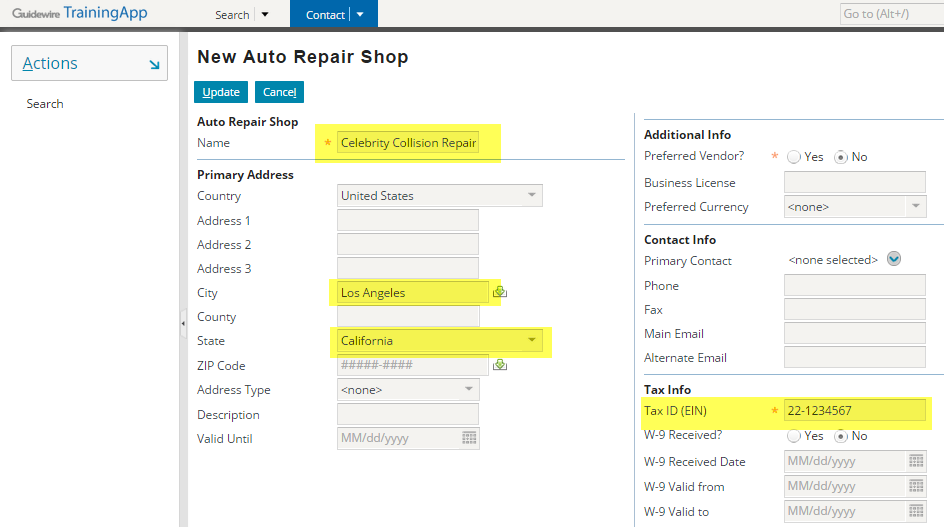 Guidewire TrainingApp Search Contact Go to (Alt+/)
Actions
Search
New Auto Repair Shop
Update Cancel
Auto Repair Shop
Name * Celebrity Collision Repair
Primary Address
Country United States
Address 1
Address 2
Address 3
City Los Angeles
County
State California
ZIP Code #####-####
Address Type <none>
Description
Valid Until MM/dd/yyyy
Additional Info
Preferred Vendor? * Yes No
Business License
Preferred Currency <none>
Contact Info
Primary Contact <none selected>
Phone
Fax
Main Email
Alternate Email
Tax Info
Tax ID (EIN) * 22-1234567
W-9 Received? Yes No
W-9 Received Date MM/dd/yyyy
W-9 Valid from MM/dd/yyyy
W-9 Valid to MM/dd/yyyy